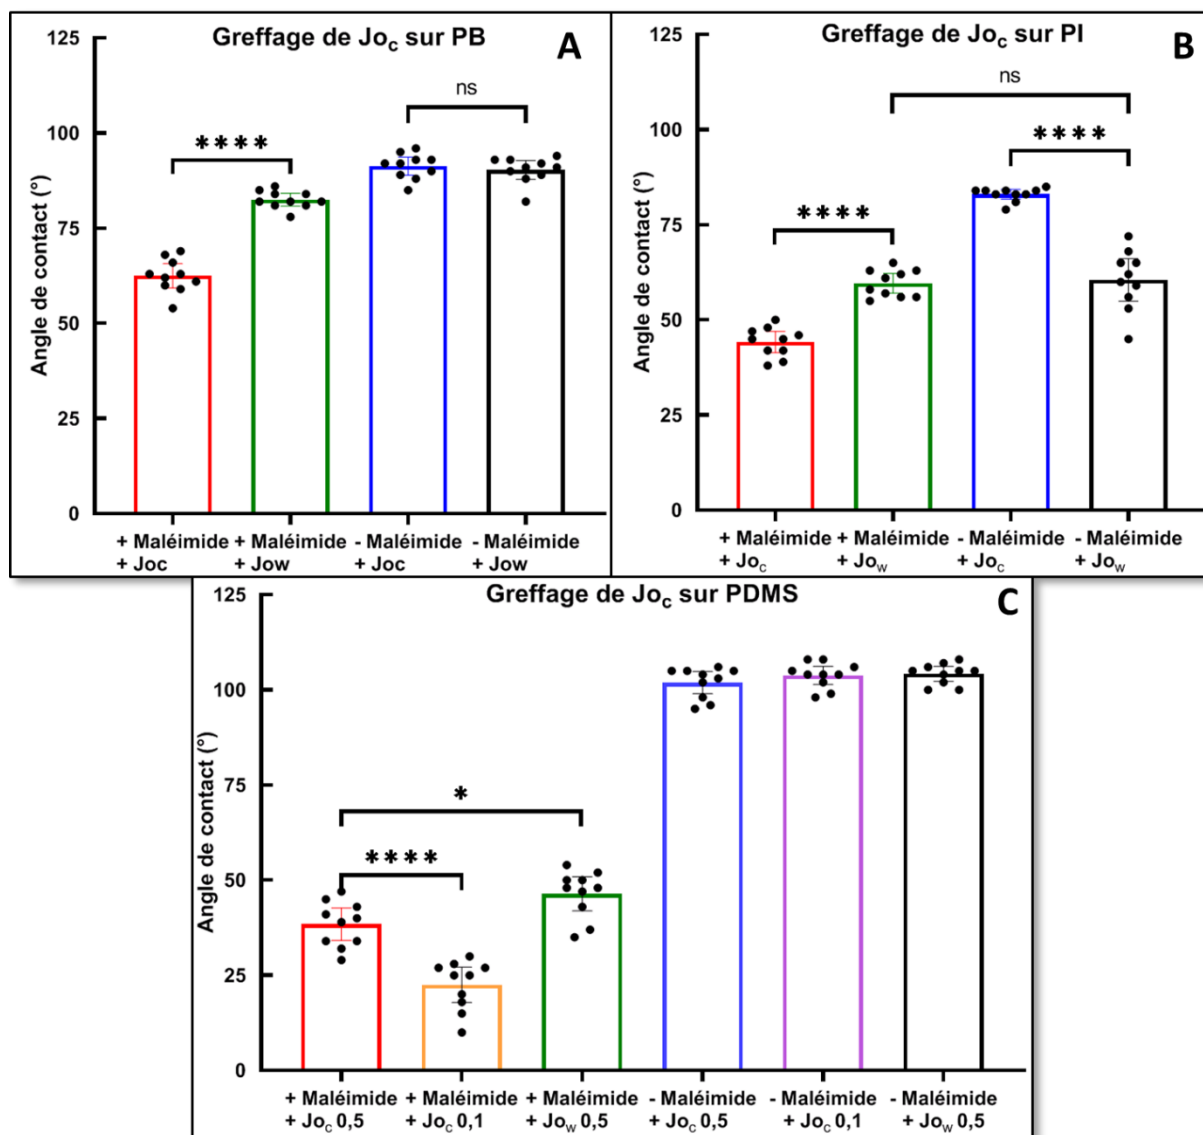 Greffage de Joc sur PB
A
Angle de contact (°)
125
100
75
50
25
0
****
ns
+ Maléimide + Maléimide - Maléimide - Maléimide
+ Joc + Jow + Joc + Jow
Greffage de Joc sur PI
B
Angle de contact (°)
125
100
75
50
25
0
ns
****
****
+ Maléimide + Maléimide - Maléimide - Maléimide
+ Joc + Jow + Joc + Jow
Greffage de Joc sur PDMS
C
Angle de contact (°)
125
100
75
50
25
0
*
****
+ Maléimide + Maléimide + Maléimide - Maléimide - Maléimide - Maléimide
+ Joc 0,5 + Joc 0,1 + Jow 0,5 + Joc 0,5 + Joc 0,1 + Jow 0,5